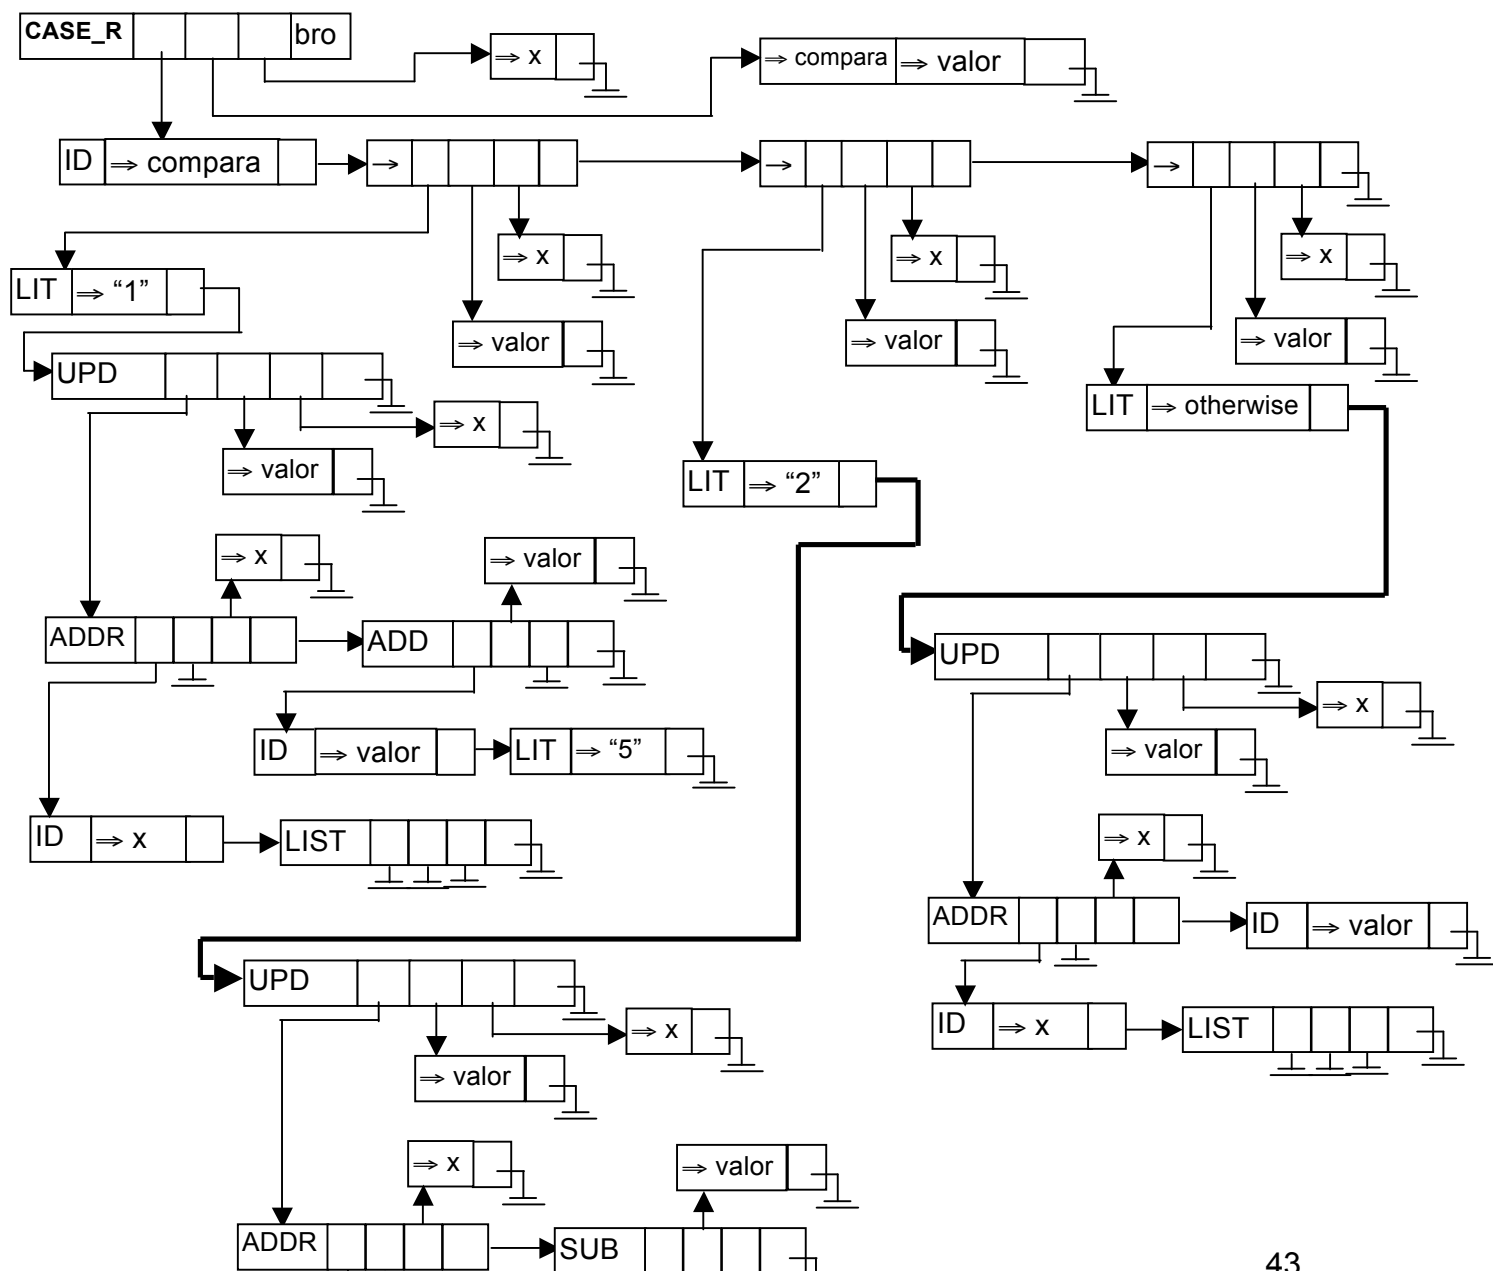 CASE_R bro
⇒ x
⇒ compara ⇒ valor
ID ⇒ compara
→
→
→
⇒ x
⇒ x
⇒ x
LIT ⇒ “1”
⇒ valor
⇒ valor
⇒ valor
UPD
⇒ x
LIT ⇒ otherwise
⇒ valor
LIT ⇒ “2”
⇒ x
⇒ valor
ADDR
ADD
UPD
⇒ x
ID ⇒ valor
LIT ⇒ “5”
⇒ valor
ID ⇒ x
LIST
⇒ x
ADDR
ID ⇒ valor
UPD
⇒ x
ID ⇒ x
LIST
⇒ valor
⇒ x
⇒ valor
ADDR
SUB
43